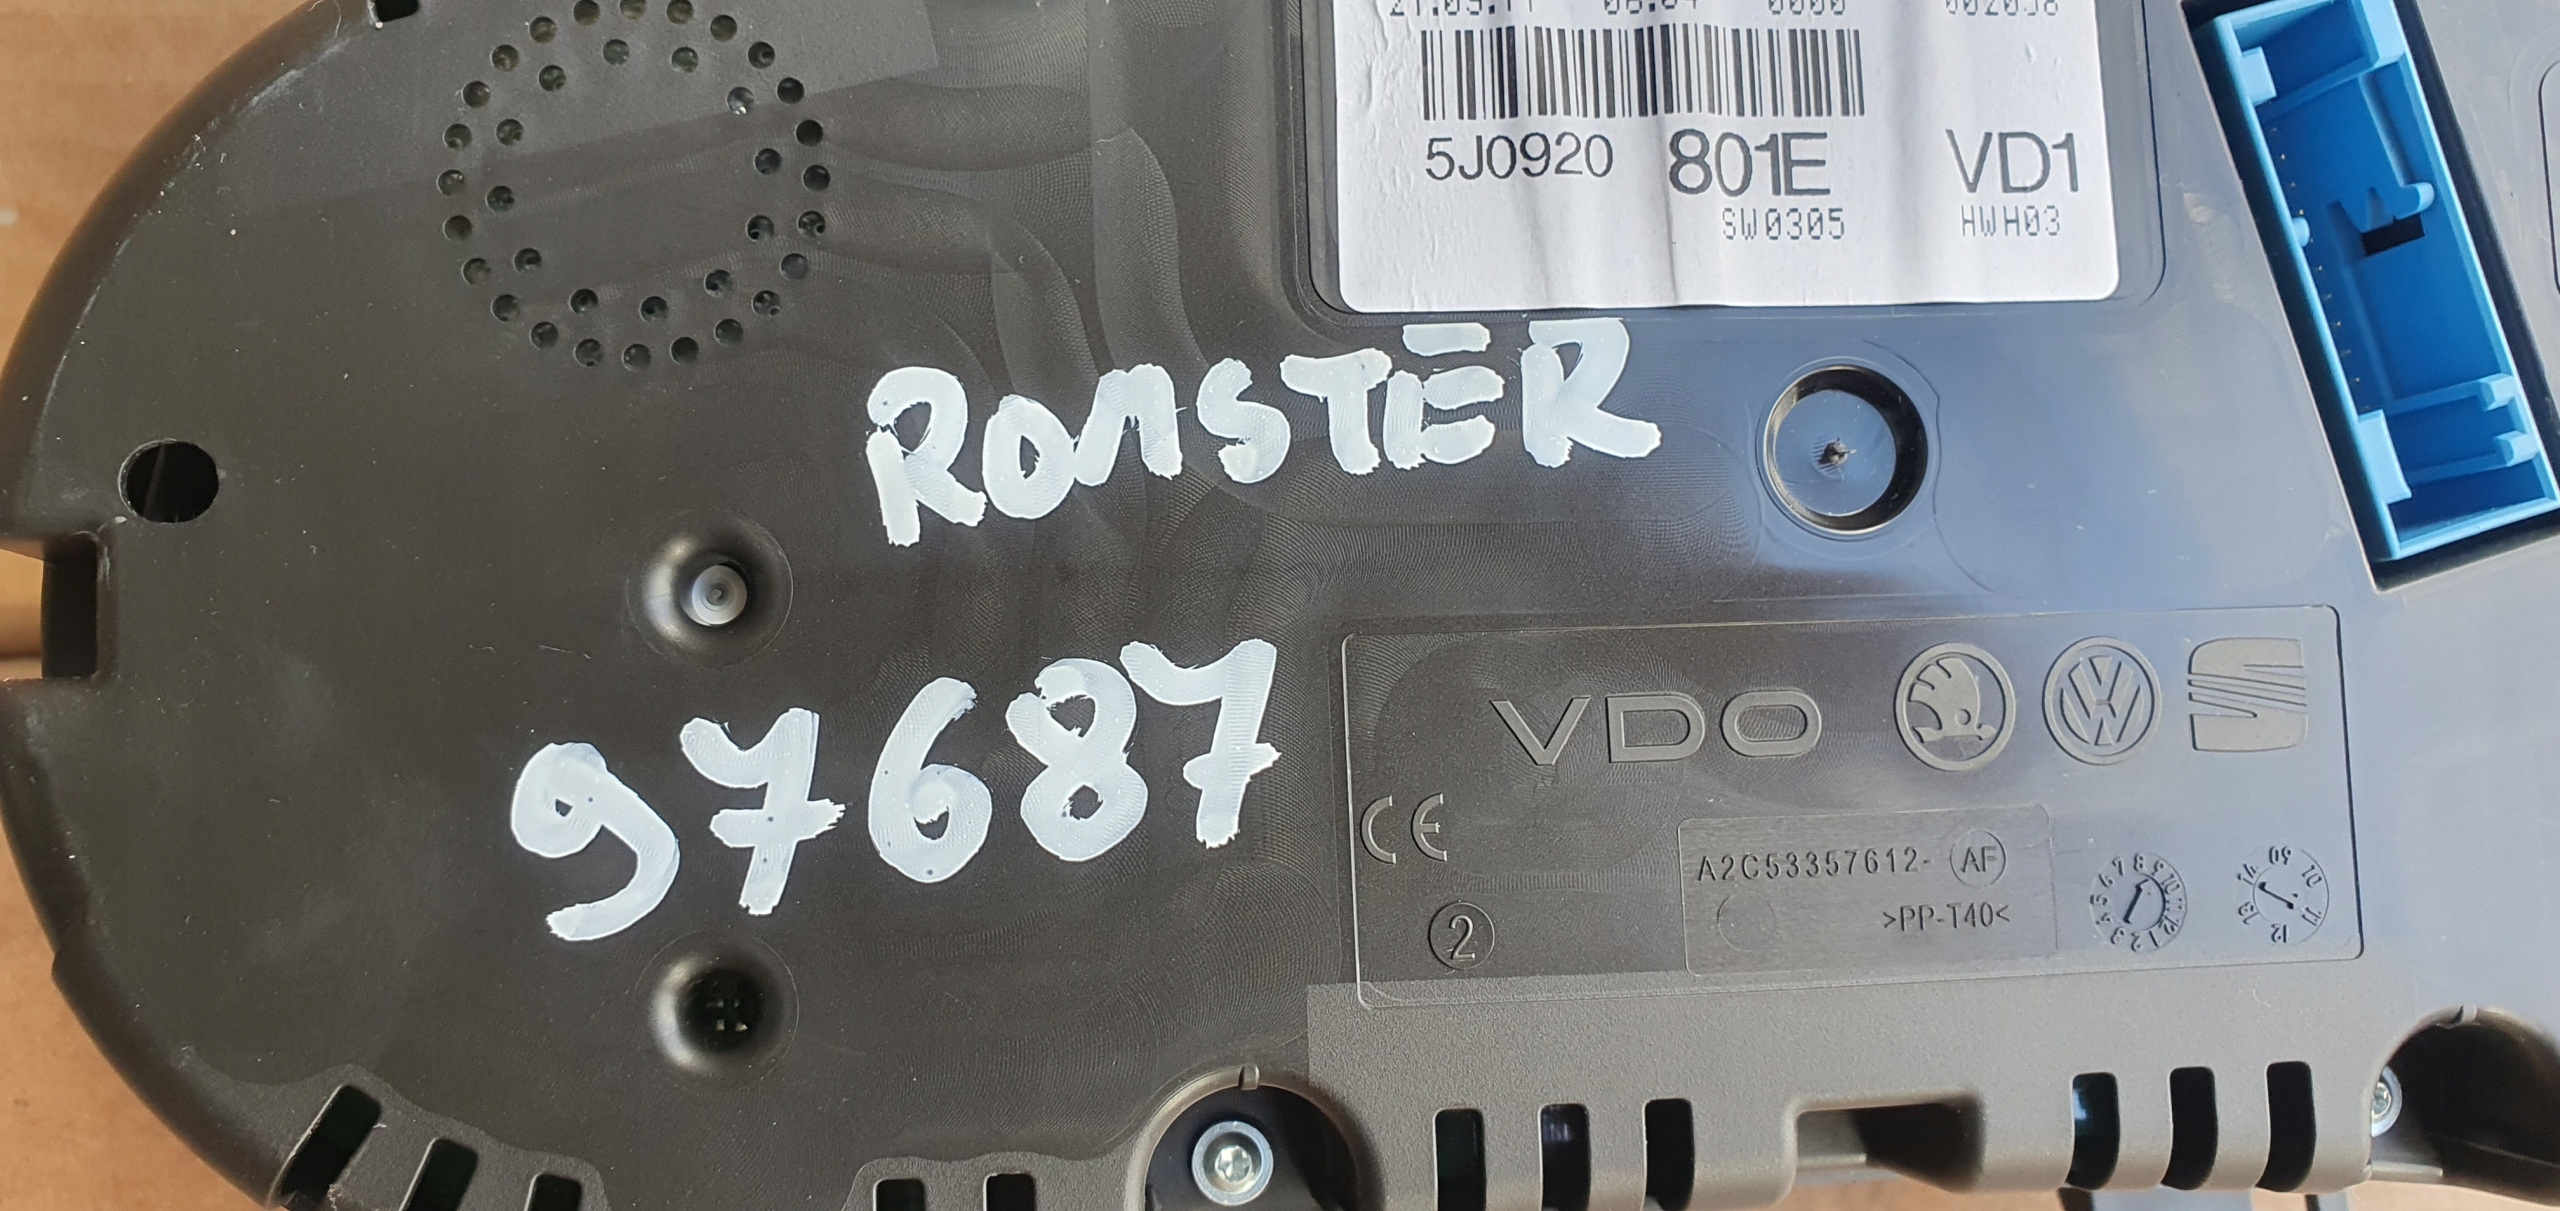 5J0920 801E VD1
SW0305 HWH03
ROMSTER
97687
VDO
CE
A2C53357612- AF
2
>PP-T40<